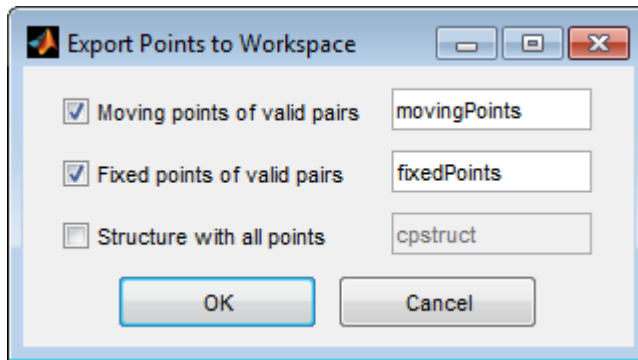 Export Points to Workspace
Moving points of valid pairs movingPoints
Fixed points of valid pairs fixedPoints
Structure with all points cpstruct
OK Cancel